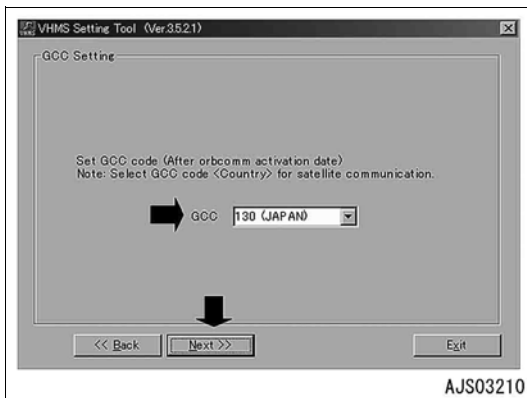 VHMS Setting Tool (Ver.3.5.2.1)
GCC Setting
Set GCC code (After orbcomm activation date)
Note: Select GCC code <Country> for satellite communication.
GCC 130 (JAPAN)
<< Back Next >> Exit
AJS03210